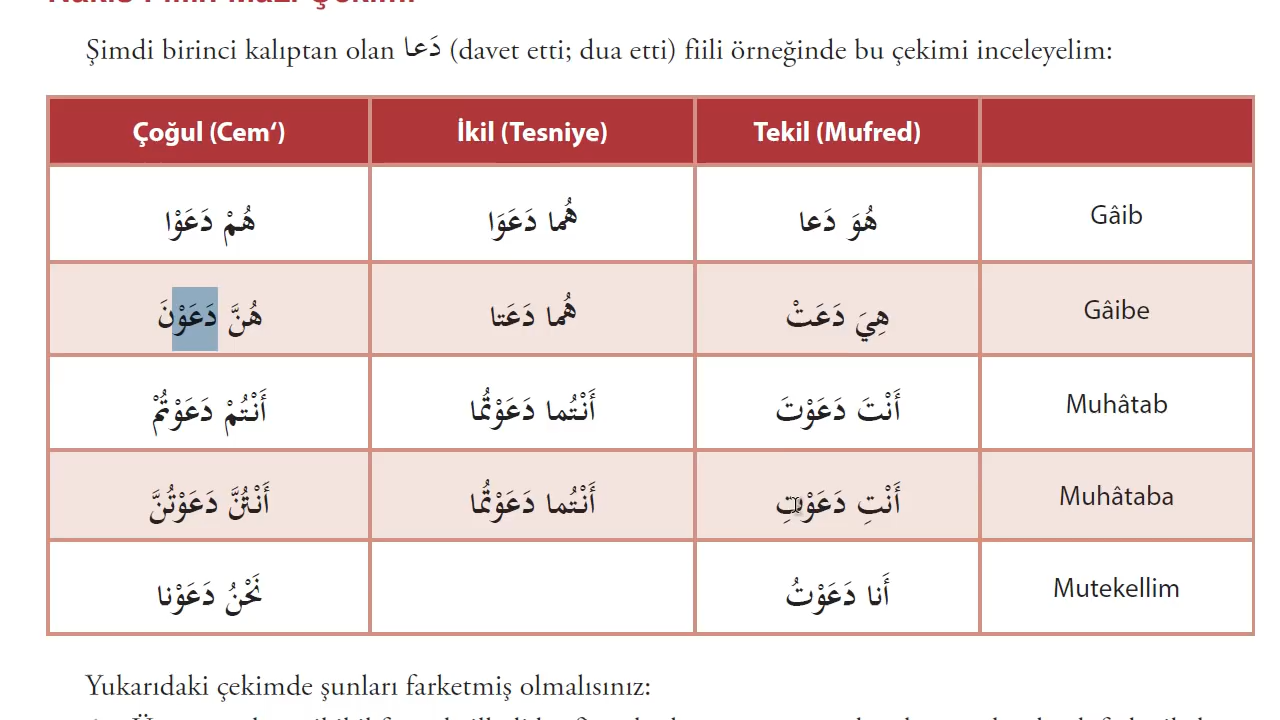 Şimdi birinci kalıptan olan دَعا (davet etti; dua etti) fiili örneğinde bu çekimi inceleyelim:
Çoğul (Cem‘) İkil (Tesniye) Tekil (Mufred)
هُمْ دَعَوْا هُما دَعَوَا هُوَ دَعا Gâib
هُنَّ دَعَوْنَ هُما دَعَتا هِيَ دَعَتْ Gâibe
أَنْتُمْ دَعَوْتُمْ أَنْتُما دَعَوْتُما أَنْتَ دَعَوْتَ Muhâtab
أَنْتُنَّ دَعَوْتُنَّ أَنْتُما دَعَوْتُما أَنْتِ دَعَوْتِ Muhâtaba
نَحْنُ دَعَوْنا أَنا دَعَوْتُ Mutekellim
Yukarıdaki çekimde şunları farketmiş olmalısınız: